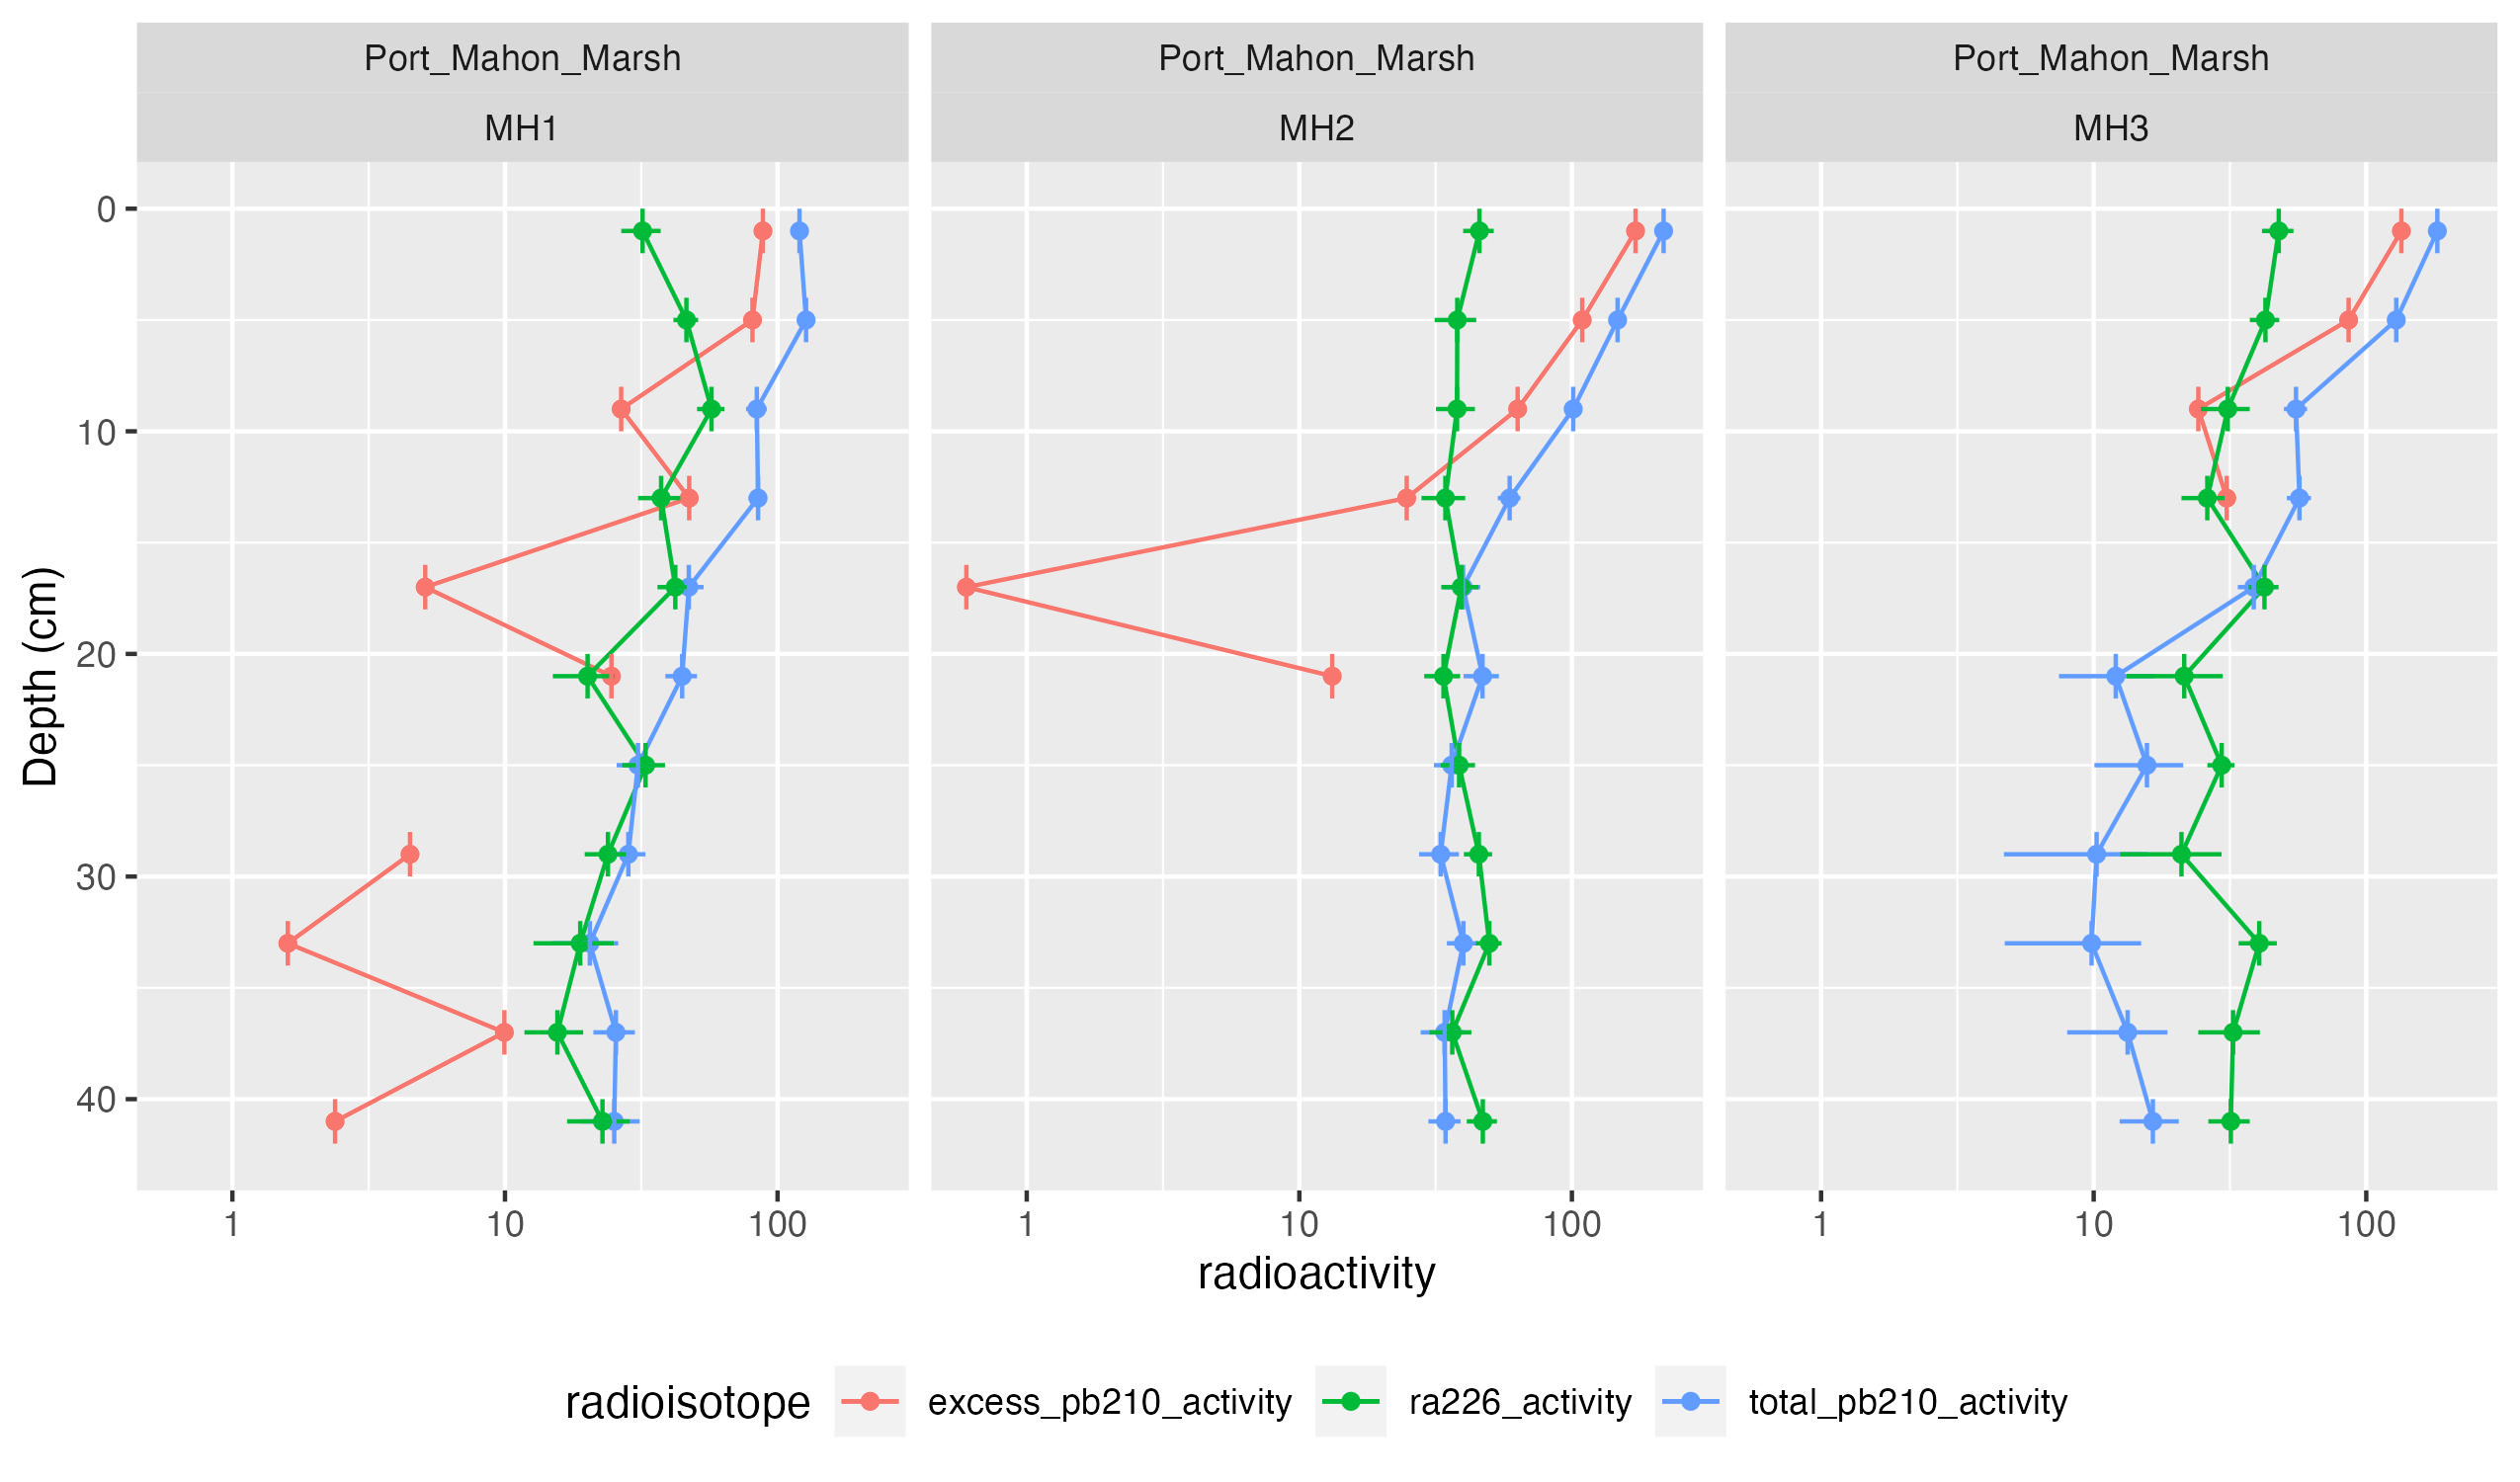 Port_Mahon_Marsh Port_Mahon_Marsh Port_Mahon_Marsh
MH1 MH2 MH3
0
10
20
30
40
Depth (cm)
1 10 100 1 10 100 1 10 100
radioactivity
radioisotope excess_pb210_activity ra226_activity total_pb210_activity